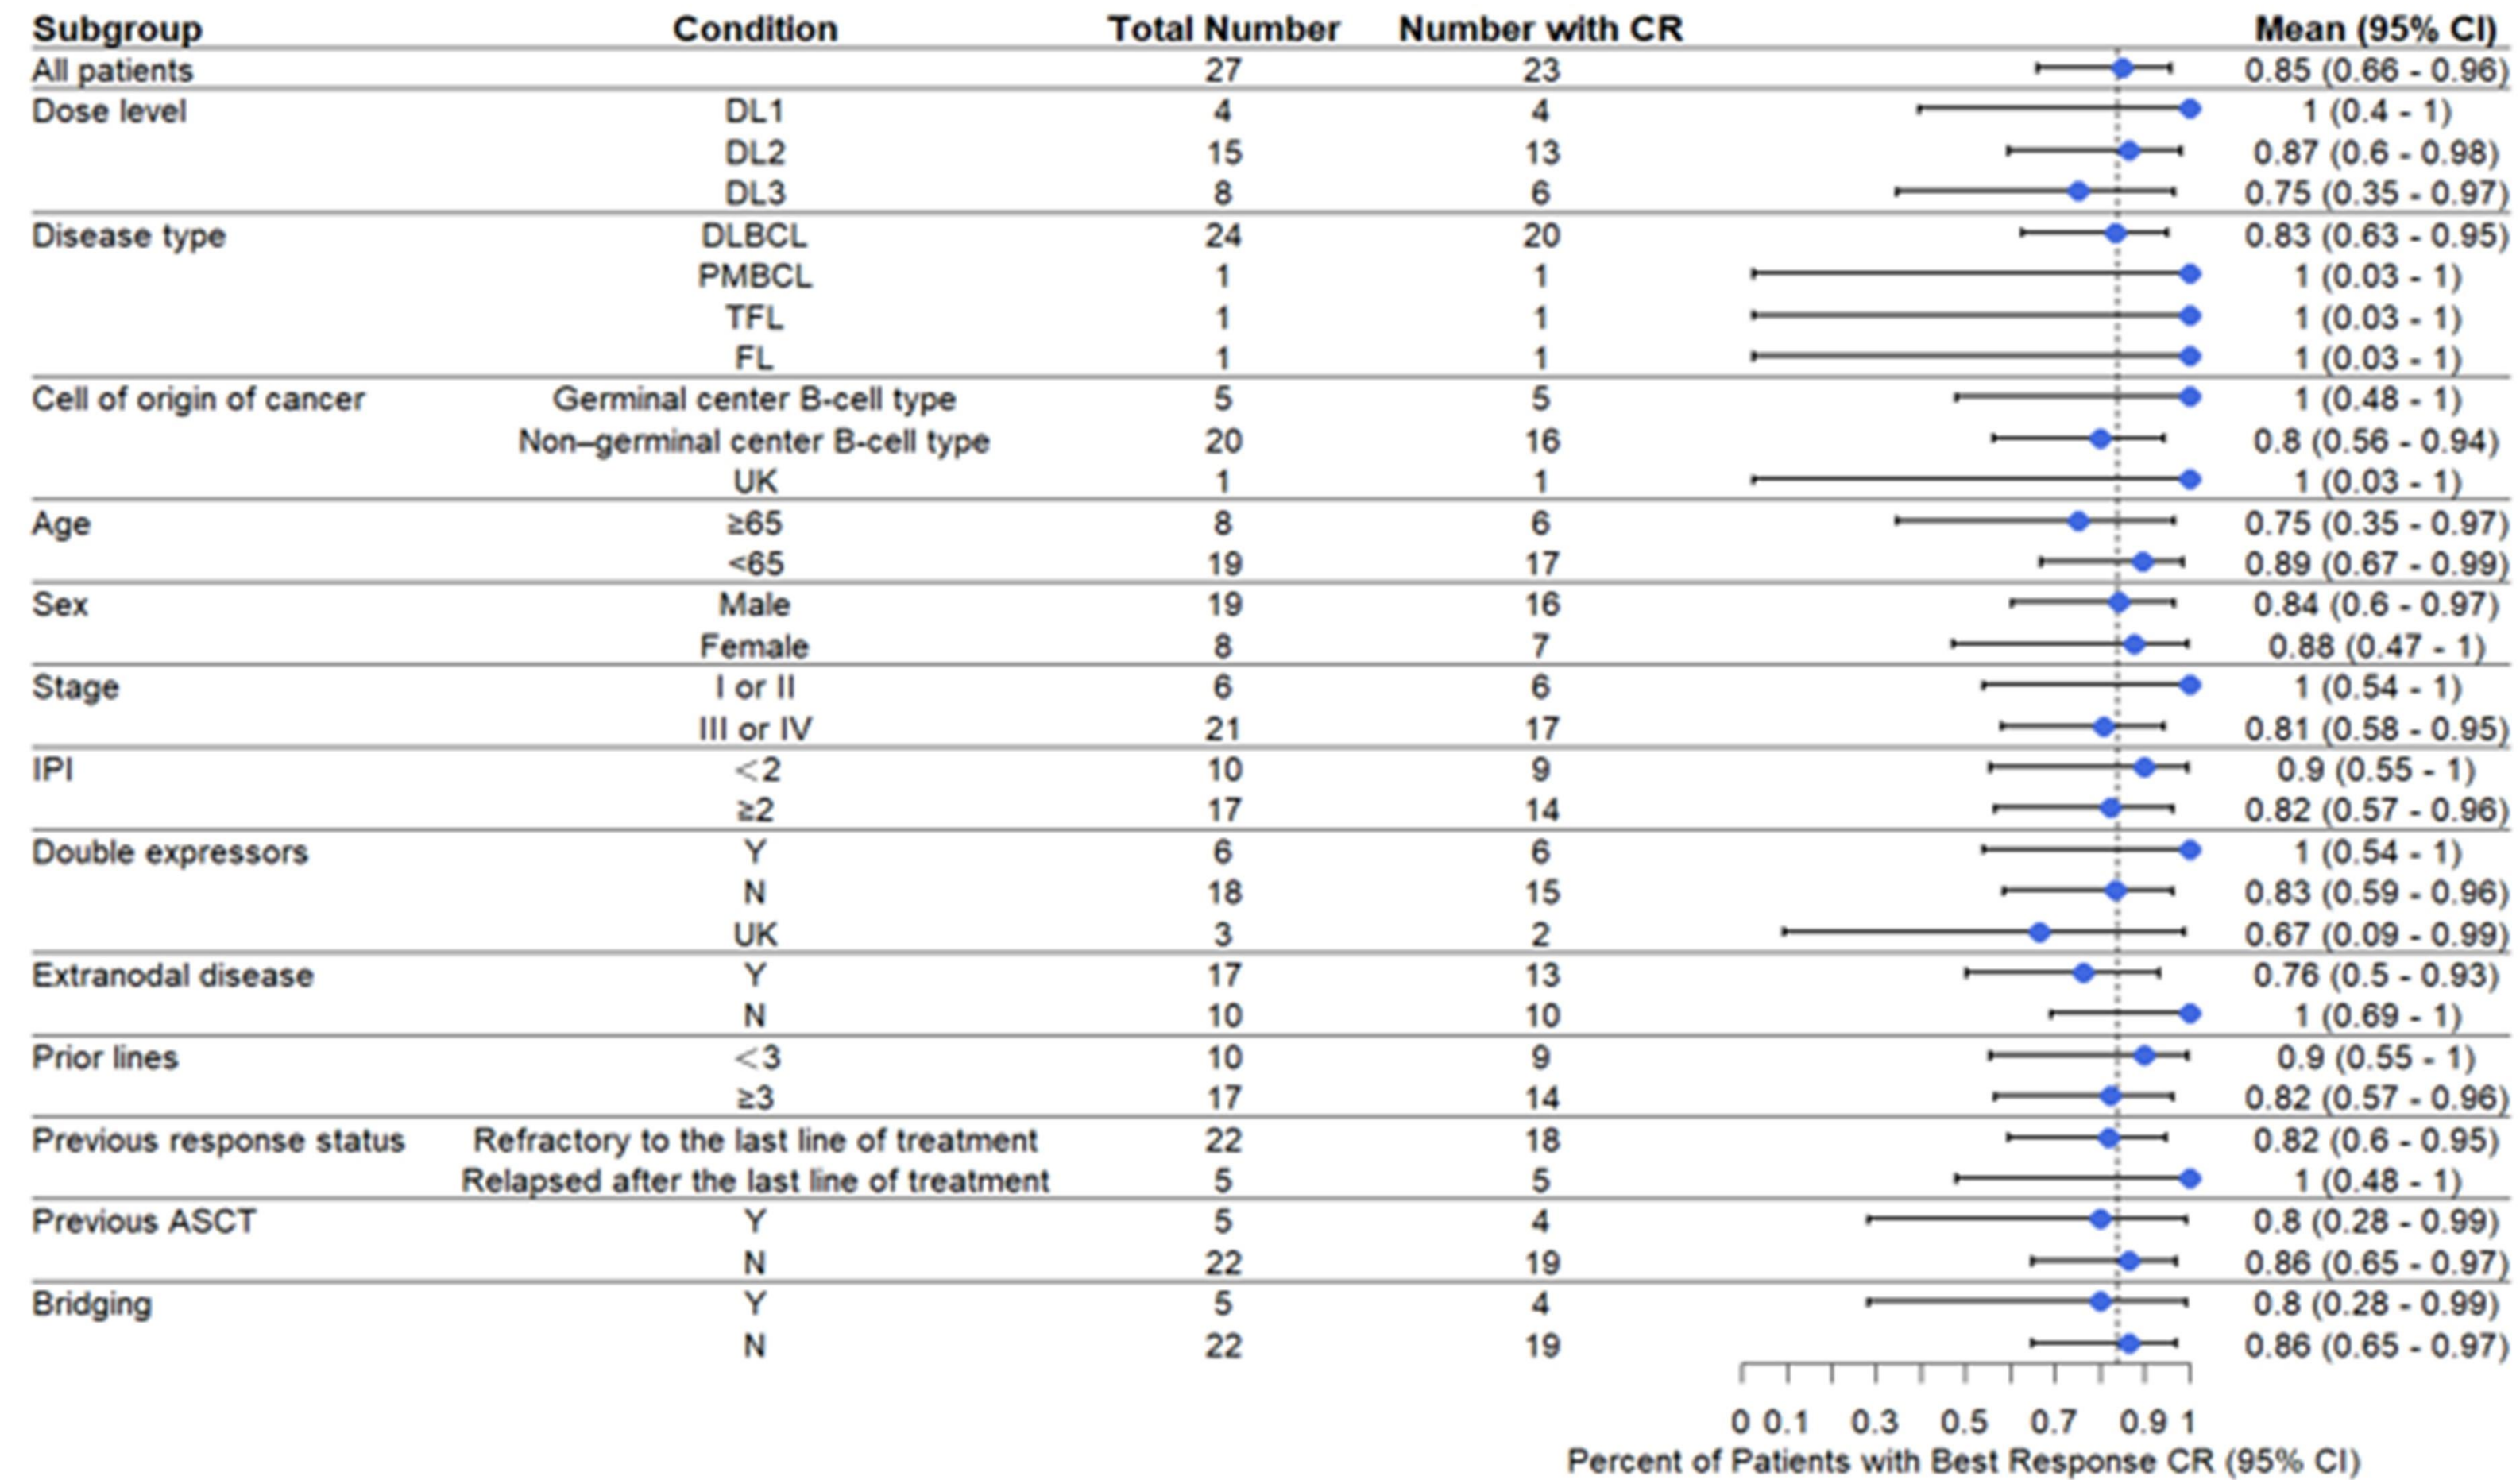 Subgroup Condition Total Number Number with CR Mean (95% CI)
All patients 27 23 0.85 (0.66 - 0.96)
Dose level DL1 4 4 1 (0.4 - 1)
DL2 15 13 0.87 (0.6 - 0.98)
DL3 8 6 0.75 (0.35 - 0.97)
Disease type DLBCL 24 20 0.83 (0.63 - 0.95)
PMBCL 1 1 1 (0.03 - 1)
TFL 1 1 1 (0.03 - 1)
FL 1 1 1 (0.03 - 1)
Cell of origin of cancer Germinal center B-cell type 5 5 1 (0.48 - 1)
Non–germinal center B-cell type 20 16 0.8 (0.56 - 0.94)
UK 1 1 1 (0.03 - 1)
Age ≥65 8 6 0.75 (0.35 - 0.97)
<65 19 17 0.89 (0.67 - 0.99)
Sex Male 19 16 0.84 (0.6 - 0.97)
Female 8 7 0.88 (0.47 - 1)
Stage I or II 6 6 1 (0.54 - 1)
III or IV 21 17 0.81 (0.58 - 0.95)
IPI <2 10 9 0.9 (0.55 - 1)
≥2 17 14 0.82 (0.57 - 0.96)
Double expressors Y 6 6 1 (0.54 - 1)
N 18 15 0.83 (0.59 - 0.96)
UK 3 2 0.67 (0.09 - 0.99)
Extranodal disease Y 17 13 0.76 (0.5 - 0.93)
N 10 10 1 (0.69 - 1)
Prior lines <3 10 9 0.9 (0.55 - 1)
≥3 17 14 0.82 (0.57 - 0.96)
Previous response status Refractory to the last line of treatment 22 18 0.82 (0.6 - 0.95)
Relapsed after the last line of treatment 5 5 1 (0.48 - 1)
Previous ASCT Y 5 4 0.8 (0.28 - 0.99)
N 22 19 0.86 (0.65 - 0.97)
Bridging Y 5 4 0.8 (0.28 - 0.99)
N 22 19 0.86 (0.65 - 0.97)
0 0.1 0.3 0.5 0.7 0.9 1
Percent of Patients with Best Response CR (95% CI)